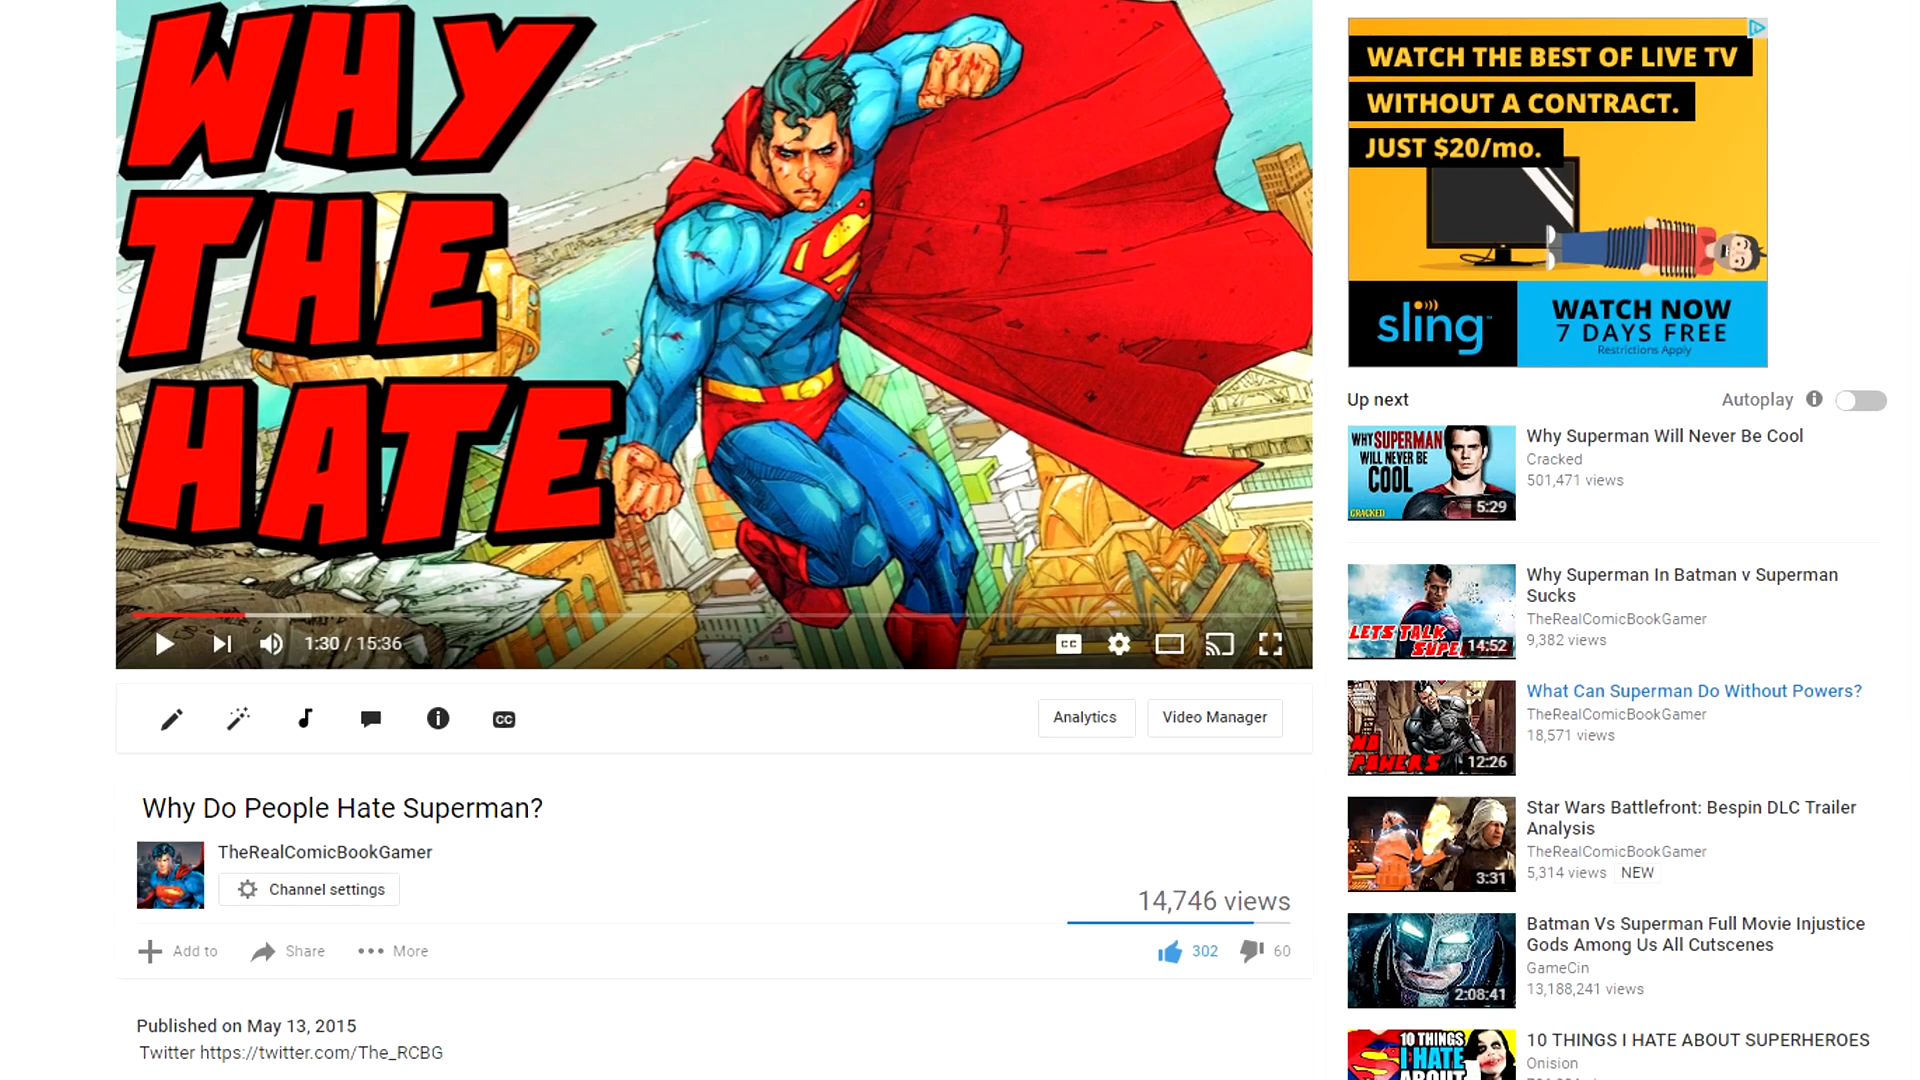 WHY
THE
HATE
1:30 / 15:36
CC
CC
Analytics
Video Manager
Why Do People Hate Superman?
TheRealComicBookGamer
Channel settings
14,746 views
Add to
Share
More
302
60
Published on May 13, 2015
Twitter https://twitter.com/The_RCBG
WATCH THE BEST OF LIVE TV
WITHOUT A CONTRACT.
JUST $20/mo.
sling
WATCH NOW
7 DAYS FREE
Restrictions Apply
Up next
Autoplay
WHY SUPERMAN
WILL NEVER BE
COOL
CRACKED
5:29
Why Superman Will Never Be Cool
Cracked
501,471 views
LETS TALK
SUPE
14:52
Why Superman In Batman v Superman
Sucks
TheRealComicBookGamer
9,382 views
NO
POWERS
12:26
What Can Superman Do Without Powers?
TheRealComicBookGamer
18,571 views
3:31
Star Wars Battlefront: Bespin DLC Trailer
Analysis
TheRealComicBookGamer
5,314 views NEW
2:08:41
Batman Vs Superman Full Movie Injustice
Gods Among Us All Cutscenes
GameCin
13,188,241 views
10 THINGS
I HATE
ABOUT
10 THINGS I HATE ABOUT SUPERHEROES
Onision